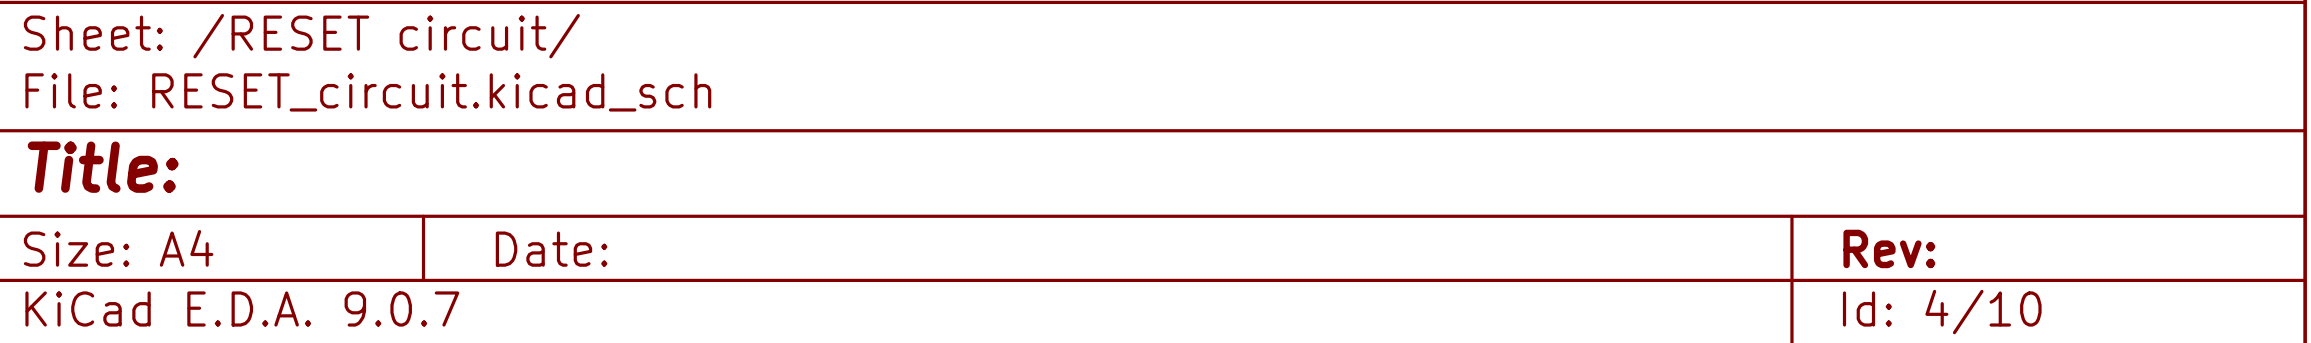 Sheet: /RESET circuit/
File: RESET_circuit.kicad_sch
Title:
Size: A4 Date: Rev:
KiCad E.D.A. 9.0.7 Id: 4/10